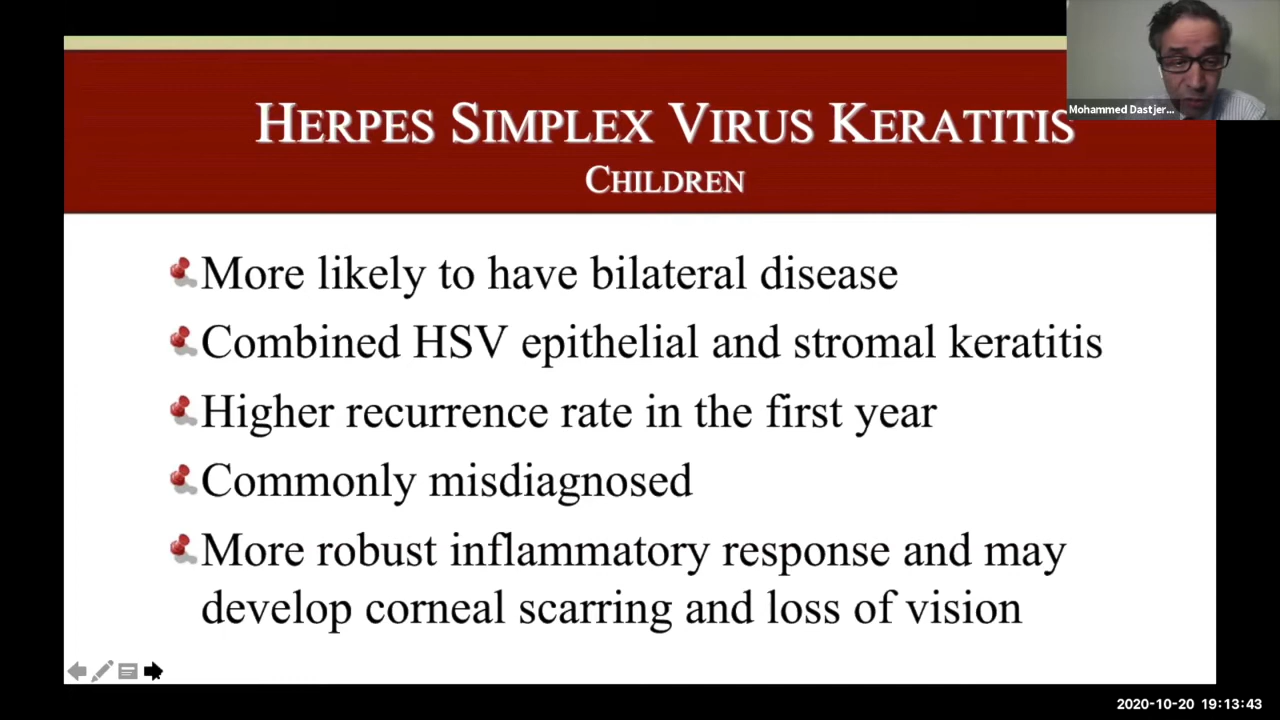 HERPES SIMPLEX VIRUS KERATITIS
CHILDREN
Mohammed Dastjer...
More likely to have bilateral disease
Combined HSV epithelial and stromal keratitis
Higher recurrence rate in the first year
Commonly misdiagnosed
More robust inflammatory response and may
develop corneal scarring and loss of vision
2020-10-20 19:13:43